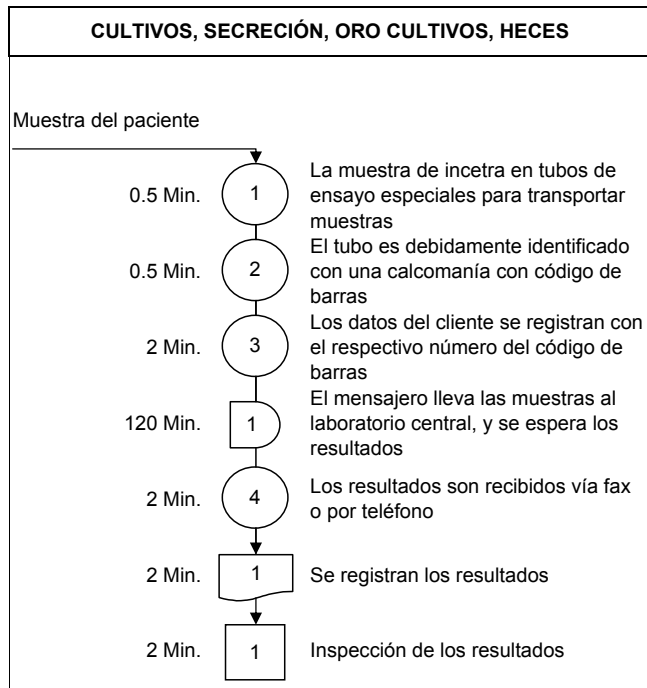 CULTIVOS, SECRECIÓN, ORO CULTIVOS, HECES
Muestra del paciente
0.5 Min.
1
La muestra de incetra en tubos de
ensayo especiales para transportar
muestras
0.5 Min.
2
El tubo es debidamente identificado
con una calcomanía con código de
barras
2 Min.
3
Los datos del cliente se registran con
el respectivo número del código de
barras
120 Min.
1
El mensajero lleva las muestras al
laboratorio central, y se espera los
resultados
2 Min.
4
Los resultados son recibidos vía fax
o por teléfono
2 Min.
1
Se registran los resultados
2 Min.
1
Inspección de los resultados